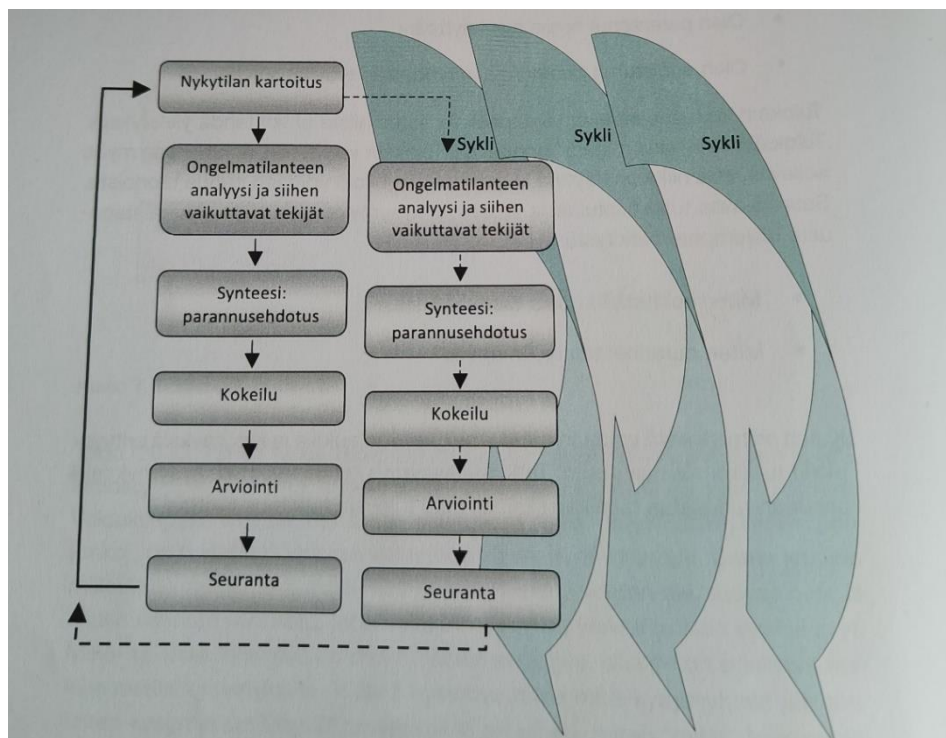 Nykytilan kartoitus
Ongelmatilanteen
analyysi ja siihen
vaikuttavat tekijät
Synteesi:
parannusehdotus
Kokeilu
Arviointi
Seuranta
Ongelmatilanteen
analyysi ja siihen
vaikuttavat tekijät
Synteesi:
parannusehdotus
Kokeilu
Arviointi
Seuranta
Sykli
Sykli
Sykli